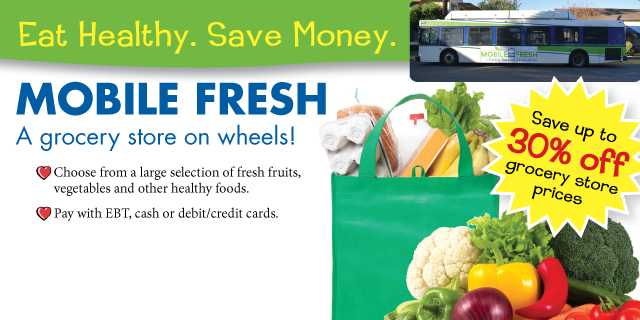 Eat Healthy. Save Money.
MOBILE FRESH
MOBILE FRESH
A grocery store on wheels!
Choose from a large selection of fresh fruits,
vegetables and other healthy foods.
Pay with EBT, cash or debit/credit cards.
Save up to
30% off
grocery store
prices